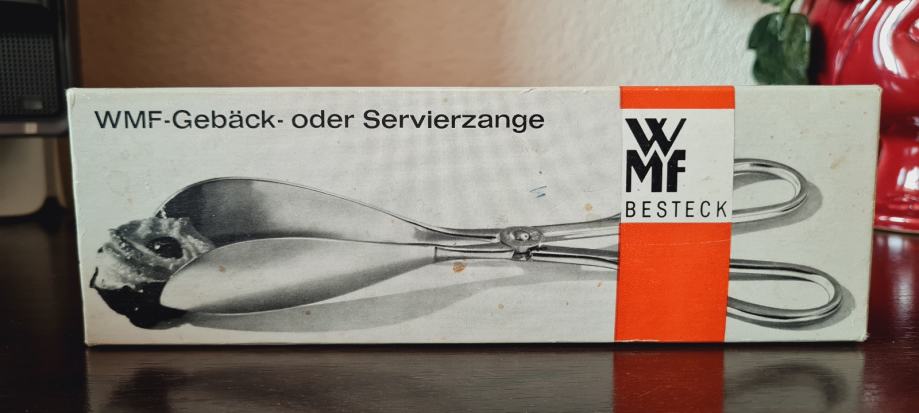 WMF-Gebäck- oder Servierzange
WMF
BESTECK